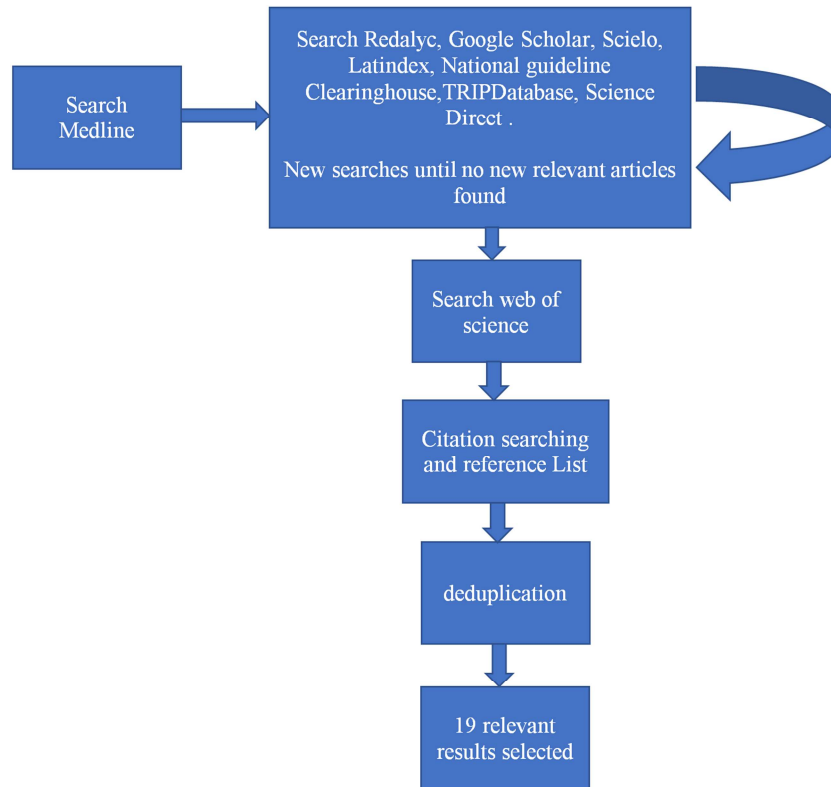 Search
Medline
Search Redalyc, Google Scholar, Scielo,
Latindex, National guideline
Clearinghouse,TRIPDatabase, Science
Direct .
New searches until no new relevant articles
found
Search web of
science
Citation searching
and reference List
deduplication
19 relevant
results selected